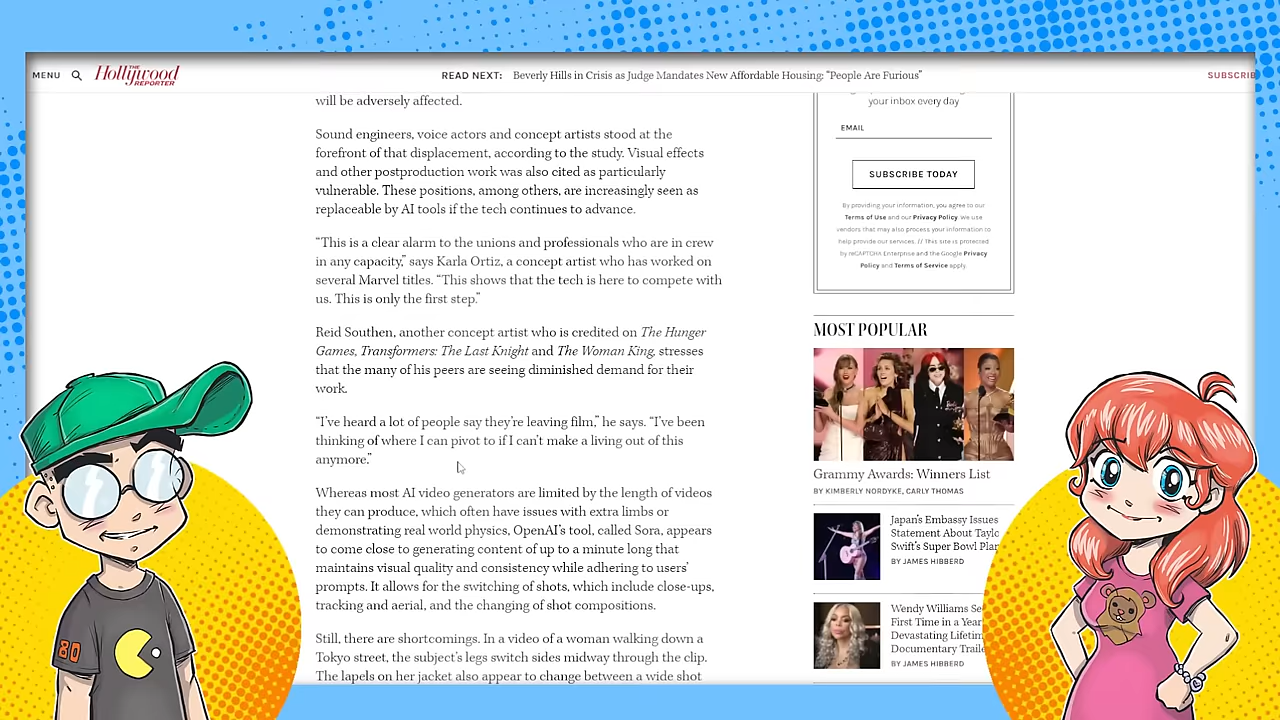 MENU
THE
Hollywood
REPORTER
READ NEXT: Beverly Hills in Crisis as Judge Mandates New Affordable Housing: “People Are Furious”
SUBSCRIB
will be adversely affected.
Sound engineers, voice actors and concept artists stood at the
forefront of that displacement, according to the study. Visual effects
and other postproduction work was also cited as particularly
vulnerable. These positions, among others, are increasingly seen as
replaceable by AI tools if the tech continues to advance.
“This is a clear alarm to the unions and professionals who are in crew
in any capacity,” says Karla Ortiz, a concept artist who has worked on
several Marvel titles. “This shows that the tech is here to compete with
us. This is only the first step.”
Reid Southen, another concept artist who is credited on The Hunger
Games, Transformers: The Last Knight and The Woman King, stresses
that the many of his peers are seeing diminished demand for their
work.
“I’ve heard a lot of people say they’re leaving film,” he says. “I’ve been
thinking of where I can pivot to if I can’t make a living out of this
anymore.”
Whereas most AI video generators are limited by the length of videos
they can produce, which often have issues with extra limbs or
demonstrating real world physics, OpenAI’s tool, called Sora, appears
to come close to generating content of up to a minute long that
maintains visual quality and consistency while adhering to users’
prompts. It allows for the switching of shots, which include close-ups,
tracking and aerial, and the changing of shot compositions.
Still, there are shortcomings. In a video of a woman walking down a
Tokyo street, the subject’s legs switch sides midway through the clip.
The lapels on her jacket also appear to change between a wide shot
your inbox every day
EMAIL
SUBSCRIBE TODAY
By providing your information, you agree to our
Terms of Use and our Privacy Policy. We use
vendors that may also process your information to
help provide our services. // This site is protected
by reCAPTCHA Enterprise and the Google Privacy
Policy and Terms of Service apply.
MOST POPULAR
Grammy Awards: Winners List
BY KIMBERLY NORDYKE, CARLY THOMAS
Japan’s Embassy Issues
Statement About Taylo
Swift’s Super Bowl Plan
BY JAMES HIBBERD
Wendy Williams Se
First Time in a Year
Devastating Lifetim
Documentary Traile
BY JAMES HIBBERD
80